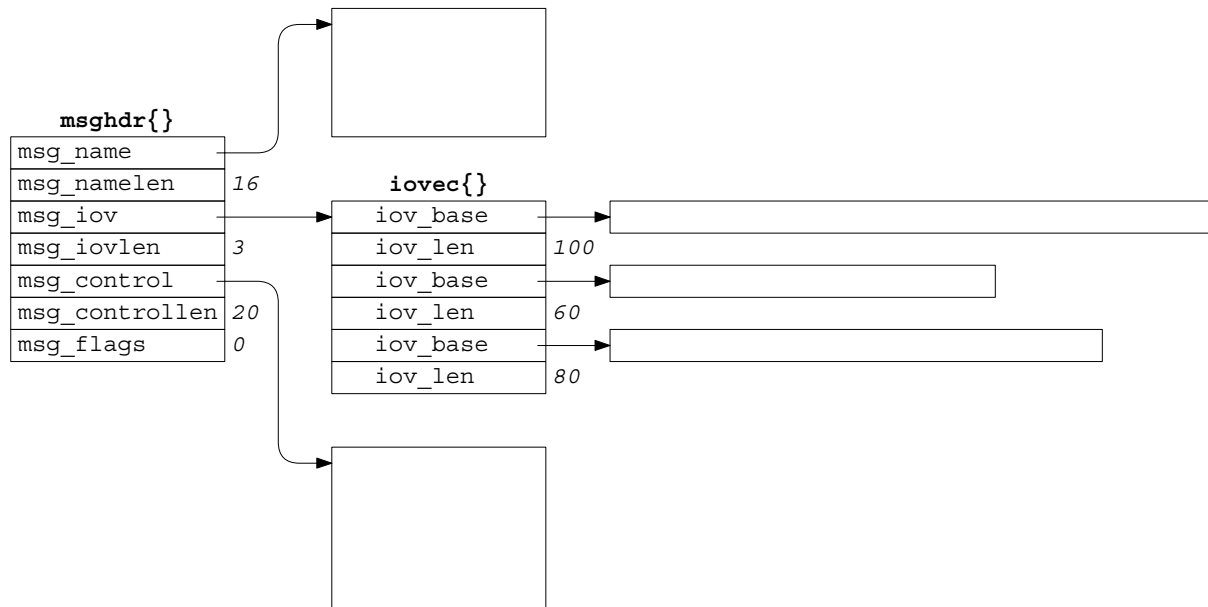 msghdr{}
msg_name
msg_namelen 16
msg_iov
msg_iovlen 3
msg_control
msg_controllen 20
msg_flags 0
iovec{}
iov_base
iov_len 100
iov_base
iov_len 60
iov_base
iov_len 80